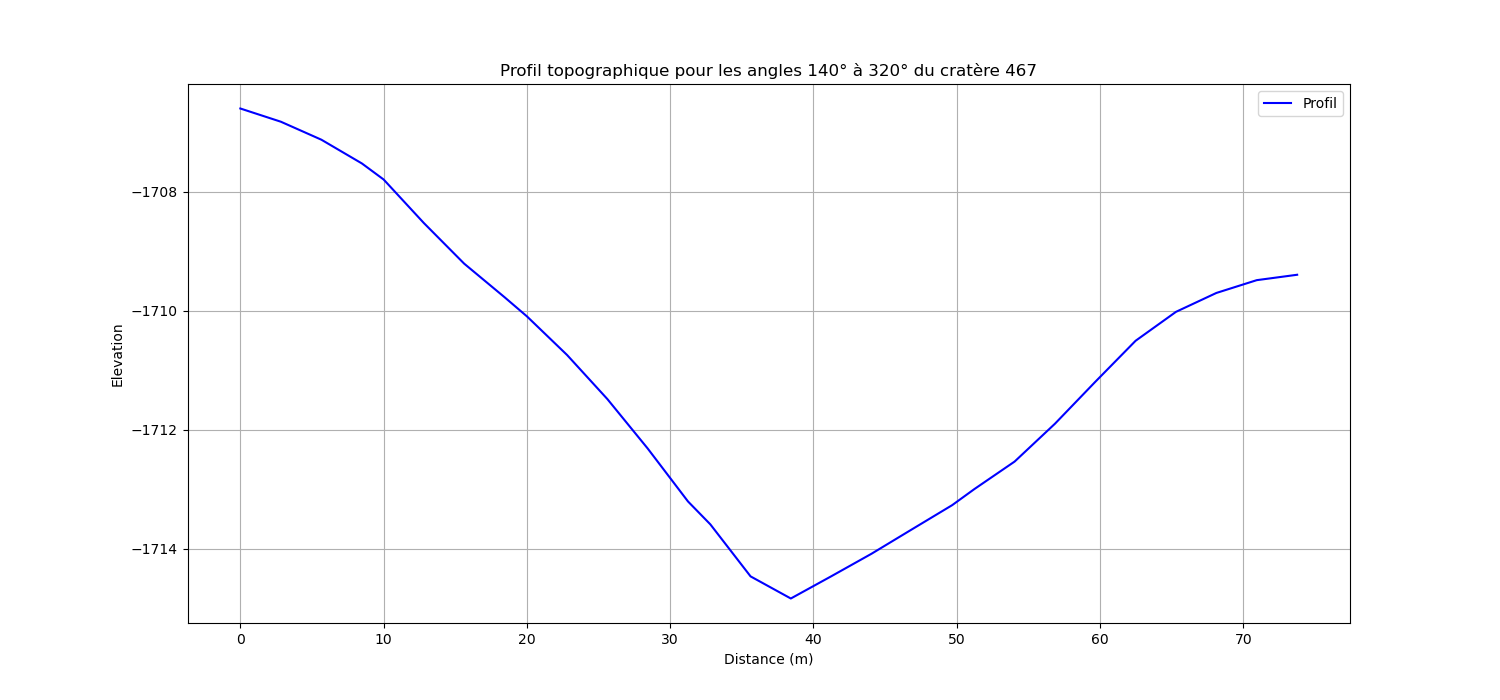 Profil topographique pour les angles 140° à 320° du cratère 467
Profil
−1708
−1710
−1712
−1714
Elevation
0 10 20 30 40 50 60 70
Distance (m)